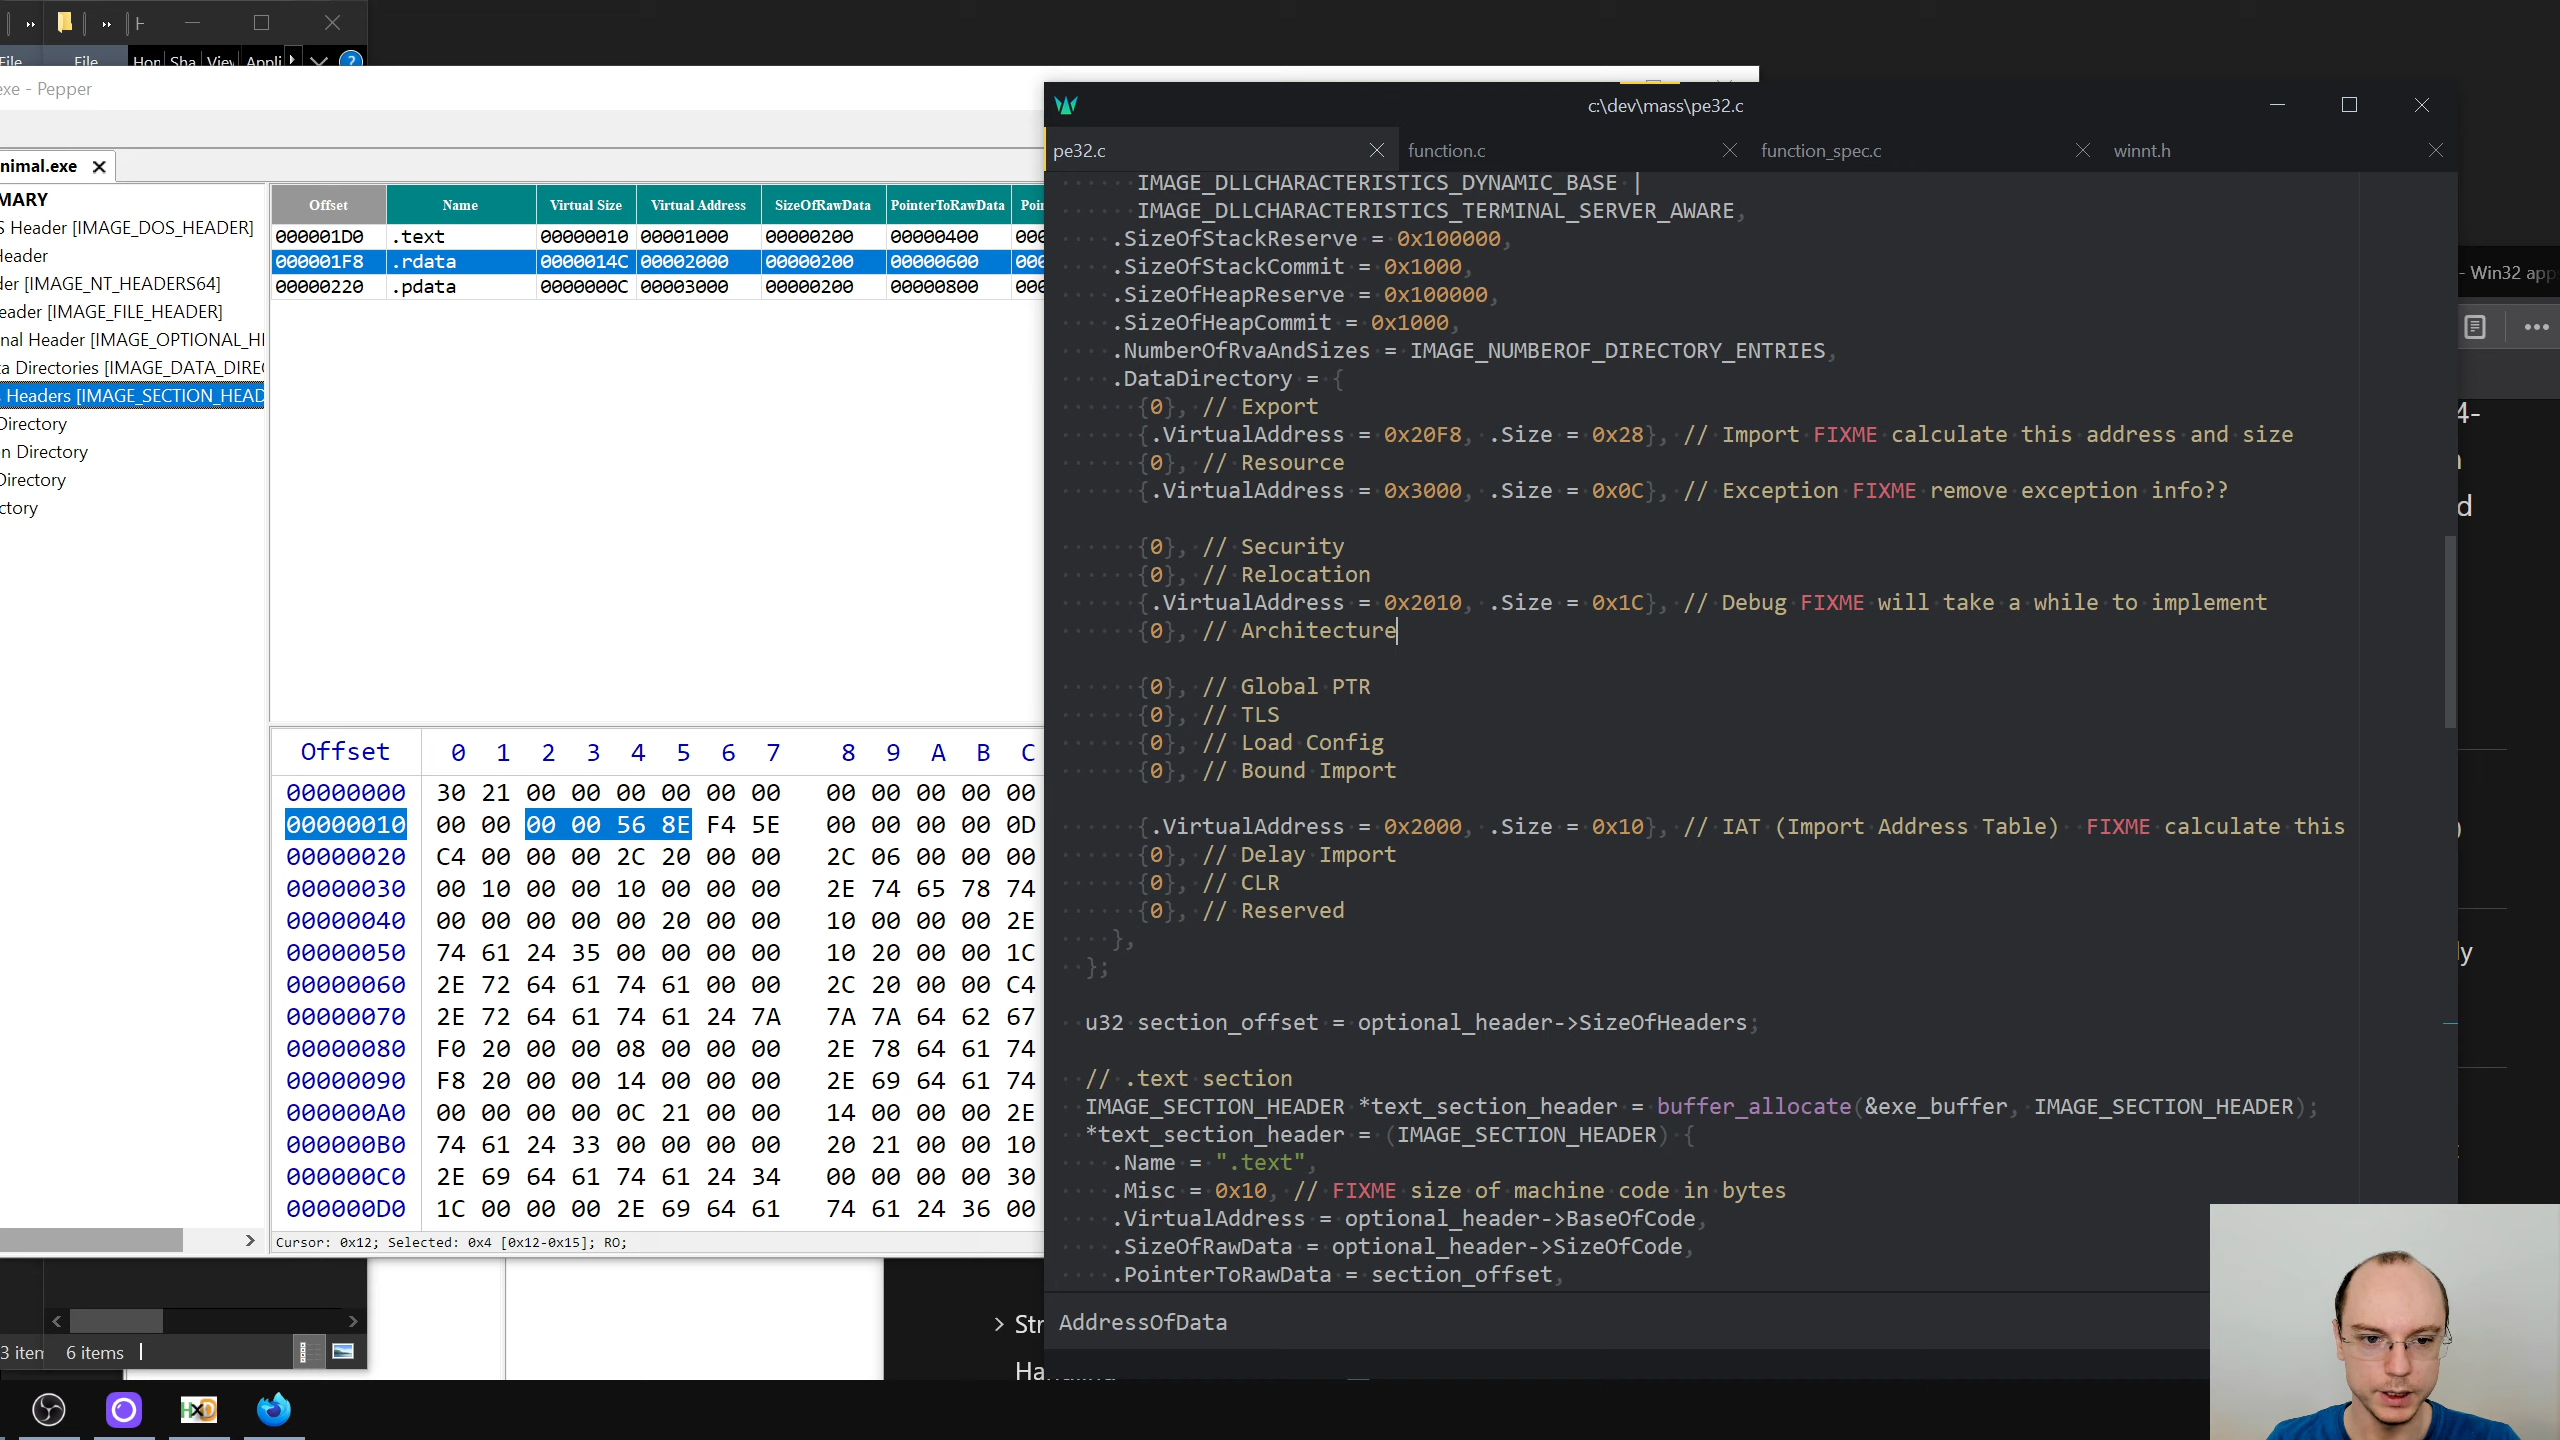 File
File
Hor
Sha
Viev
Appli
exe - Pepper
nimal.exe
MARY
S Header [IMAGE_DOS_HEADER]
Header
der [IMAGE_NT_HEADERS64]
eader [IMAGE_FILE_HEADER]
nal Header [IMAGE_OPTIONAL_H
ta Directories [IMAGE_DATA_DIRE
Headers [IMAGE_SECTION_HEAD
Directory
n Directory
Directory
ctory
Offset Name Virtual Size Virtual Address SizeOfRawData PointerToRawData Poi
000001D0 .text 00000010 00001000 00000200 00000400 000
000001F8 .rdata 0000014C 00002000 00000200 00000600 000
00000220 .pdata 0000000C 00003000 00000200 00000800 000
Offset 0 1 2 3 4 5 6 7 8 9 A B C
00000000 30 21 00 00 00 00 00 00 00 00 00 00 00
00000010 00 00 00 00 56 8E F4 5E 00 00 00 00 0D
00000020 C4 00 00 00 2C 20 00 00 2C 06 00 00 00
00000030 00 10 00 00 10 00 00 00 2E 74 65 78 74
00000040 00 00 00 00 00 20 00 00 10 00 00 00 2E
00000050 74 61 24 35 00 00 00 00 10 20 00 00 1C
00000060 2E 72 64 61 74 61 00 00 2C 20 00 00 C4
00000070 2E 72 64 61 74 61 24 7A 7A 7A 64 62 67
00000080 F0 20 00 00 08 00 00 00 2E 78 64 61 74
00000090 F8 20 00 00 14 00 00 00 2E 69 64 61 74
000000A0 00 00 00 00 0C 21 00 00 14 00 00 00 2E
000000B0 74 61 24 33 00 00 00 00 20 21 00 00 10
000000C0 2E 69 64 61 74 61 24 34 00 00 00 00 30
000000D0 1C 00 00 00 2E 69 64 61 74 61 24 36 00
Cursor: 0x12; Selected: 0x4 [0x12-0x15]; RO;
3 iten
6 items
> Str
c:\dev\mass\pe32.c
pe32.c
function.c
function_spec.c
winnt.h
IMAGE_DLLCHARACTERISTICS_DYNAMIC_BASE |
IMAGE_DLLCHARACTERISTICS_TERMINAL_SERVER_AWARE,
.SizeOfStackReserve = 0x100000,
.SizeOfStackCommit = 0x1000,
.SizeOfHeapReserve = 0x100000,
.SizeOfHeapCommit = 0x1000,
.NumberOfRvaAndSizes = IMAGE_NUMBEROF_DIRECTORY_ENTRIES,
.DataDirectory = {
{0}, // Export
{.VirtualAddress = 0x20F8, .Size = 0x28}, // Import FIXME calculate this address and size
{0}, // Resource
{.VirtualAddress = 0x3000, .Size = 0x0C}, // Exception FIXME remove exception info??
{0}, // Security
{0}, // Relocation
{.VirtualAddress = 0x2010, .Size = 0x1C}, // Debug FIXME will take a while to implement
{0}, // Architecture
{0}, // Global PTR
{0}, // TLS
{0}, // Load Config
{0}, // Bound Import
{.VirtualAddress = 0x2000, .Size = 0x10}, // IAT (Import Address Table)  FIXME calculate this
{0}, // Delay Import
{0}, // CLR
{0}, // Reserved
},
};
u32 section_offset = optional_header->SizeOfHeaders;
// .text section
IMAGE_SECTION_HEADER *text_section_header = buffer_allocate(&exe_buffer, IMAGE_SECTION_HEADER);
*text_section_header = (IMAGE_SECTION_HEADER) {
.Name = ".text",
.Misc = 0x10, // FIXME size of machine code in bytes
.VirtualAddress = optional_header->BaseOfCode,
.SizeOfRawData = optional_header->SizeOfCode,
.PointerToRawData = section_offset,
AddressOfData
- Win32 app
4-
d
ly
HxD